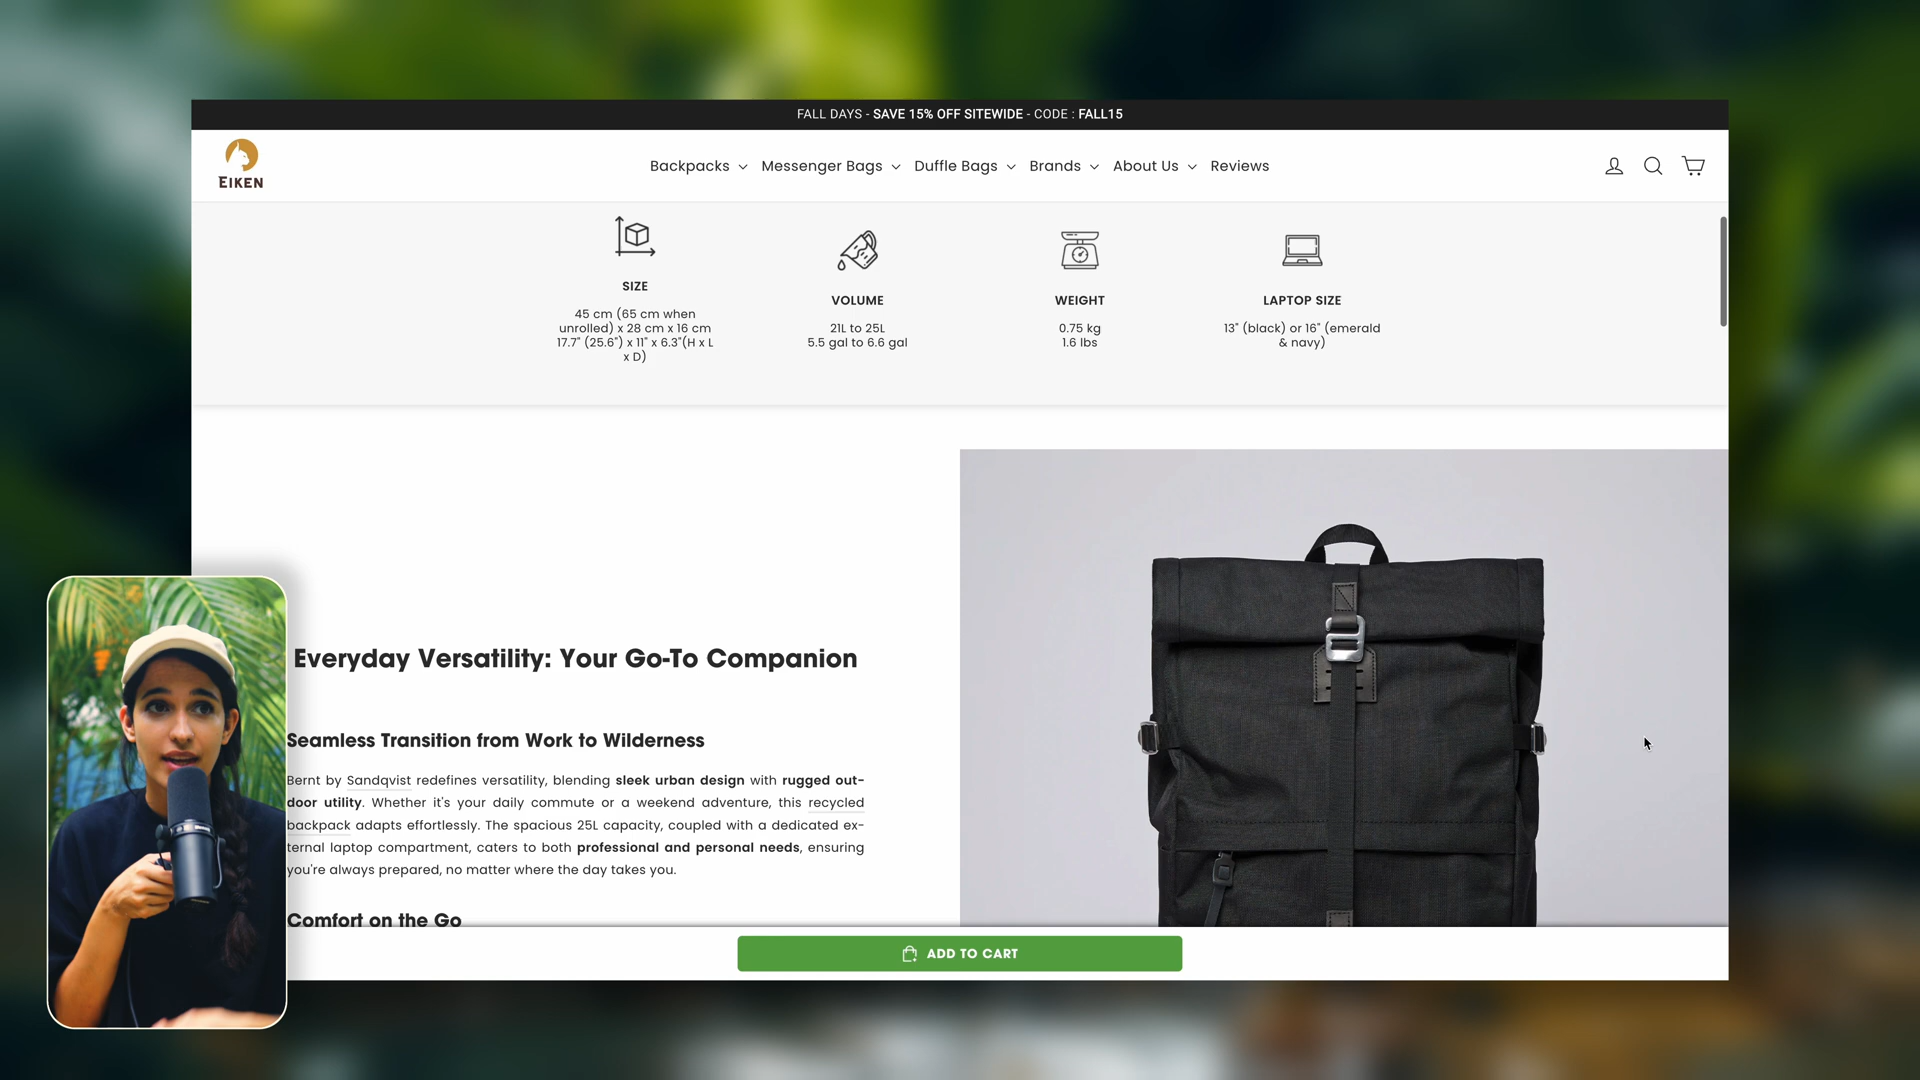 FALL DAYS - SAVE 15% OFF SITEWIDE - CODE : FALL15
EIKEN
Backpacks
Messenger Bags
Duffle Bags
Brands
About Us
Reviews
SIZE
45 cm (65 cm when
unrolled) x 28 cm x 16 cm
17.7" (25.6") x 11" x 6.3"(H x L
x D)
VOLUME
21L to 25L
5.5 gal to 6.6 gal
WEIGHT
0.75 kg
1.6 lbs
LAPTOP SIZE
13" (black) or 16" (emerald
& navy)
Everyday Versatility: Your Go-To Companion
Seamless Transition from Work to Wilderness
Bernt by Sandqvist redefines versatility, blending sleek urban design with rugged out-
door utility. Whether it's your daily commute or a weekend adventure, this recycled
backpack adapts effortlessly. The spacious 25L capacity, coupled with a dedicated ex-
ternal laptop compartment, caters to both professional and personal needs, ensuring
you're always prepared, no matter where the day takes you.
Comfort on the Go
ADD TO CART